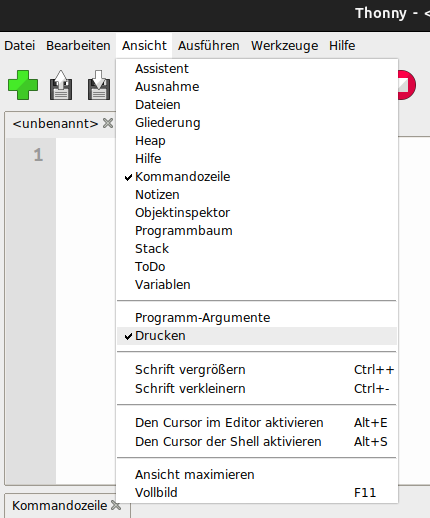 Thonny - <
Datei Bearbeiten Ansicht Ausführen Werkzeuge Hilfe
<unbenannt>
1
Assistent
Ausnahme
Dateien
Gliederung
Heap
Hilfe
Kommandozeile
Notizen
Objektinspektor
Programmbaum
Stack
ToDo
Variablen
Programm-Argumente
Drucken
Schrift vergrößern Ctrl++
Schrift verkleinern Ctrl+-
Den Cursor im Editor aktivieren Alt+E
Den Cursor der Shell aktivieren Alt+S
Ansicht maximieren
Vollbild F11
Kommandozeile